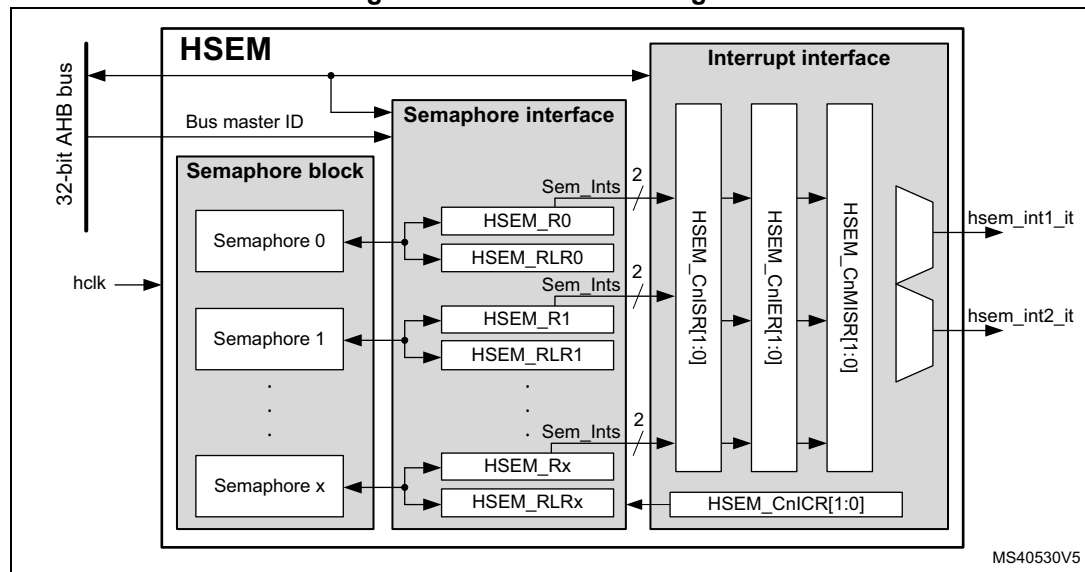 HSEM
Interrupt interface
32-bit AHB bus
Bus master ID
Semaphore interface
Semaphore block
Sem_Ints
2
Semaphore 0
HSEM_R0
HSEM_RLR0
hclk
Sem_Ints
2
Semaphore 1
HSEM_R1
HSEM_RLR1
Sem_Ints
2
Semaphore x
HSEM_Rx
HSEM_RLRx
HSEM_CnISR[1:0]
HSEM_CnIER[1:0]
HSEM_CnMISR[1:0]
HSEM_CnICR[1:0]
hsem_int1_it
hsem_int2_it
MS40530V5